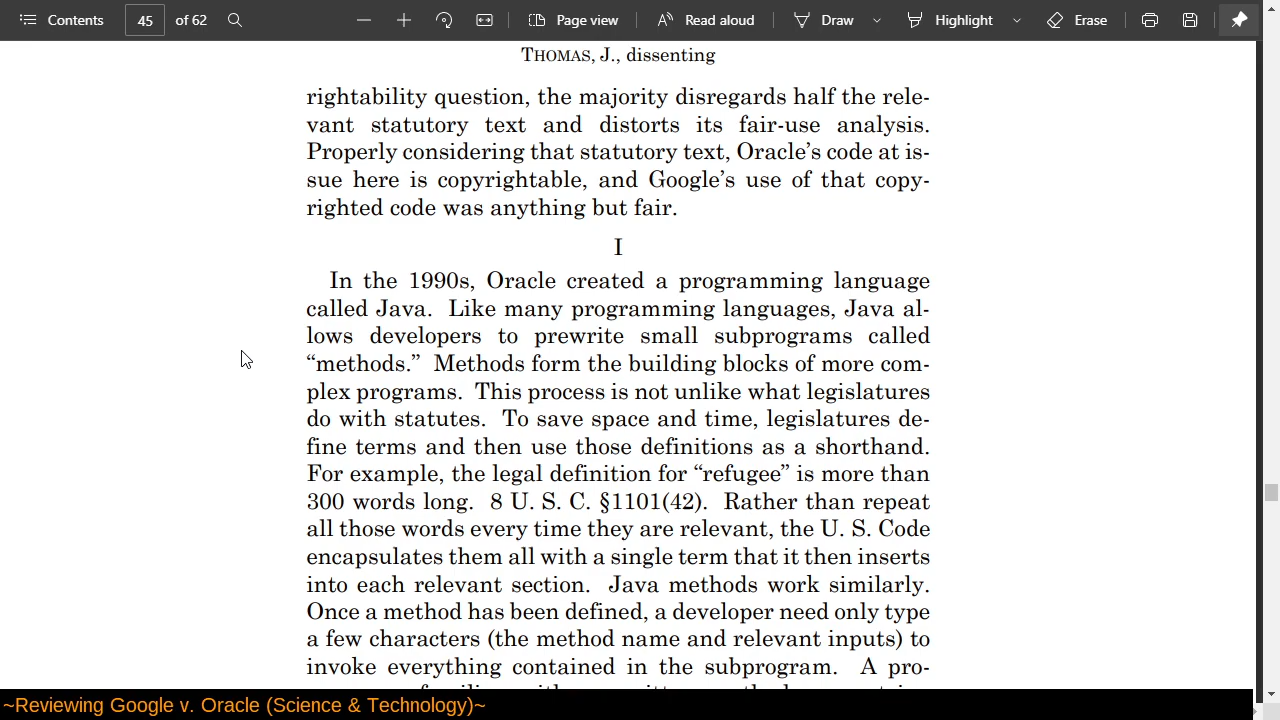 Contents 45 of 62 Page view Read aloud Draw Highlight Erase
THOMAS, J., dissenting
rightability question, the majority disregards half the rele-
vant statutory text and distorts its fair-use analysis.
Properly considering that statutory text, Oracle’s code at is-
sue here is copyrightable, and Google’s use of that copy-
righted code was anything but fair.
I
In the 1990s, Oracle created a programming language
called Java. Like many programming languages, Java al-
lows developers to prewrite small subprograms called
“methods.” Methods form the building blocks of more com-
plex programs. This process is not unlike what legislatures
do with statutes. To save space and time, legislatures de-
fine terms and then use those definitions as a shorthand.
For example, the legal definition for “refugee” is more than
300 words long. 8 U. S. C. §1101(42). Rather than repeat
all those words every time they are relevant, the U. S. Code
encapsulates them all with a single term that it then inserts
into each relevant section. Java methods work similarly.
Once a method has been defined, a developer need only type
a few characters (the method name and relevant inputs) to
invoke everything contained in the subprogram. A pro-
~Reviewing Google v. Oracle (Science & Technology)~